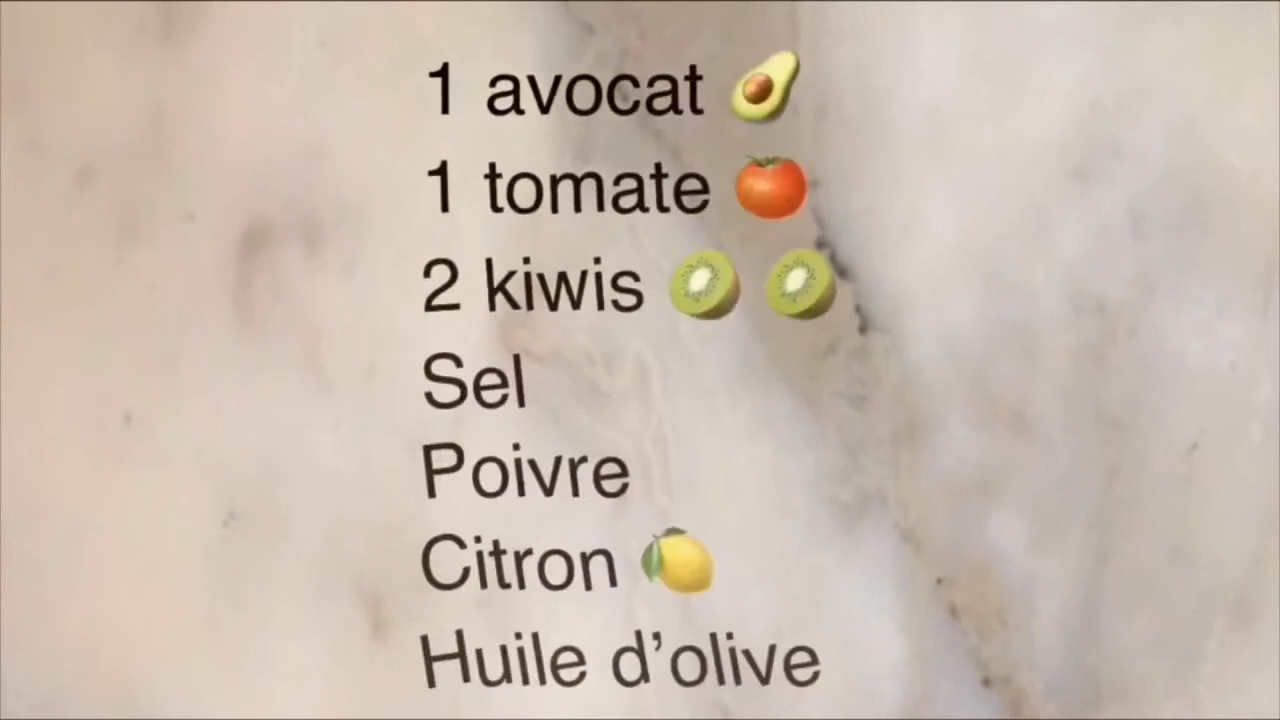 1 avocat 🥑
1 tomate 🍅
2 kiwis 🥝 🥝
Sel
Poivre
Citron 🍋
Huile d’olive